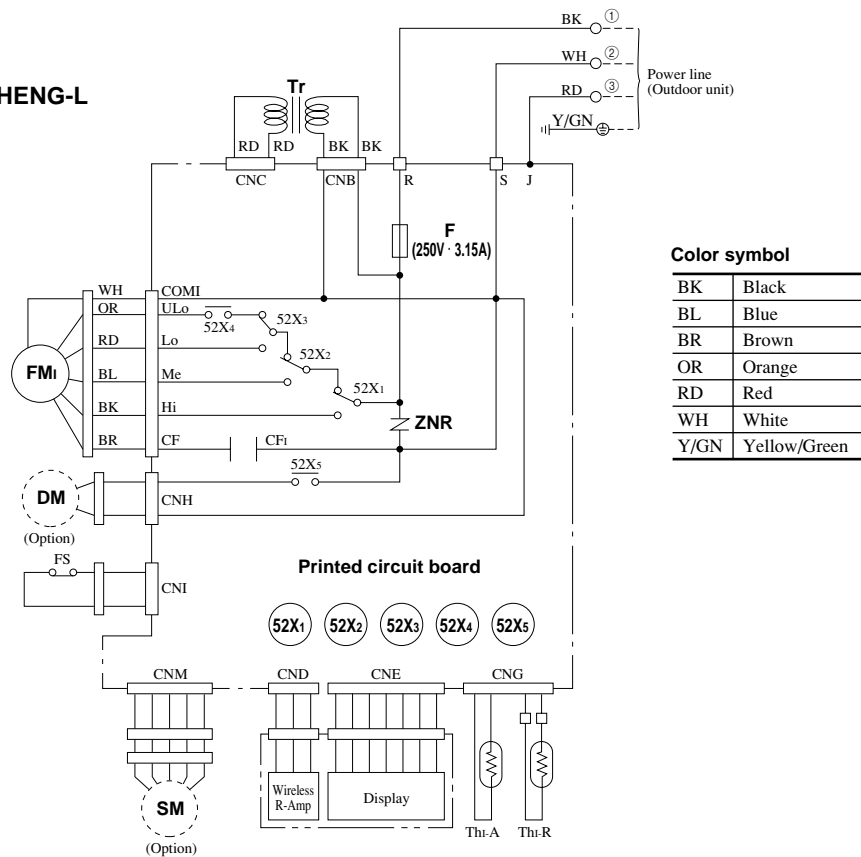 HENG-L
BK ①
WH ②
RD ③
Y/GN
Power line
(Outdoor unit)
Tr
RD RD BK BK
CNC CNB R S J
F
(250V · 3.15A)
WH COMI
OR ULo
52X4 52X3
RD Lo
52X2
BL Me
52X1
BK Hi
ZNR
BR CF CFI
FMI
52X5
DM
(Option)
CNH
FS
CNI
Printed circuit board
52X1 52X2 52X3 52X4 52X5
CNM CND CNE CNG
Wireless
R-Amp
Display
SM
(Option)
ThI-A ThI-R
Color symbol
BK Black
BL Blue
BR Brown
OR Orange
RD Red
WH White
Y/GN Yellow/Green